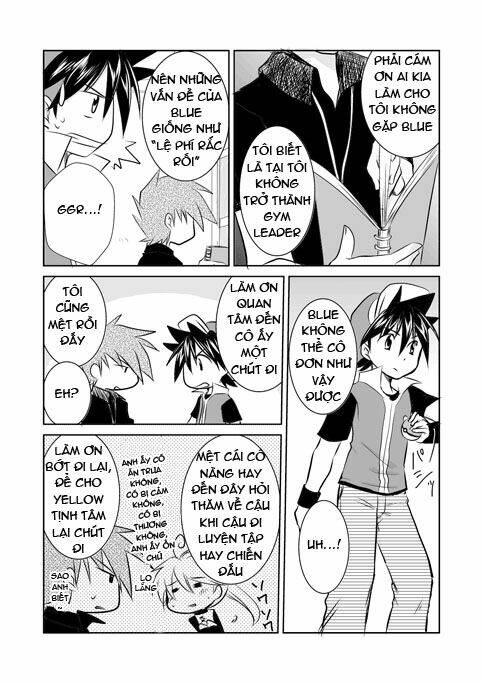 PHẢI CÁM
ƠN AI KIA
LÀM CHO
TÔI KHÔNG
GẶP BLUE
TÔI BIẾT
LÀ TẠI TÔI
KHÔNG
TRỞ THÀNH
GYM
LEADER
NÊN NHỮNG
VẤN ĐỀ CỦA
BLUE
GIỐNG NHƯ
"LỆ PHÍ RẮC
RỐI"
GGR...!
BLUE
KHÔNG
THỂ CÔ
ĐƠN NHƯ
VẬY
ĐƯỢC
UH...!
LÀM ƠN
QUAN
TÂM ĐẾN
CÔ ẤY
MỘT
CHÚT ĐI
TÔI
CŨNG
MỆT RỒI
ĐẤY
EH?
MỆT CÁI CÔ
NÀNG HAY
ĐẾN ĐÂY HỎI
THĂM VỀ CẬU
KHI CẬU ĐI
LUYỆN TẬP
HAY CHIẾN
ĐẤU
ANH ẤY CÓ
ĂN TRƯA
KHÔNG,
CÓ BỊ CẢM
KHÔNG,
CÓ BỊ
THƯƠNG
KHÔNG,
ANH ẤY ỔN
CHỨ
LO
LẮNG
LÀM ƠN
BỚT ĐI LẠI,
ĐỂ CHO
YELLOW
TỊNH TÂM
LẠI CHÚT
ĐI
SAO
ANH
BIẾT